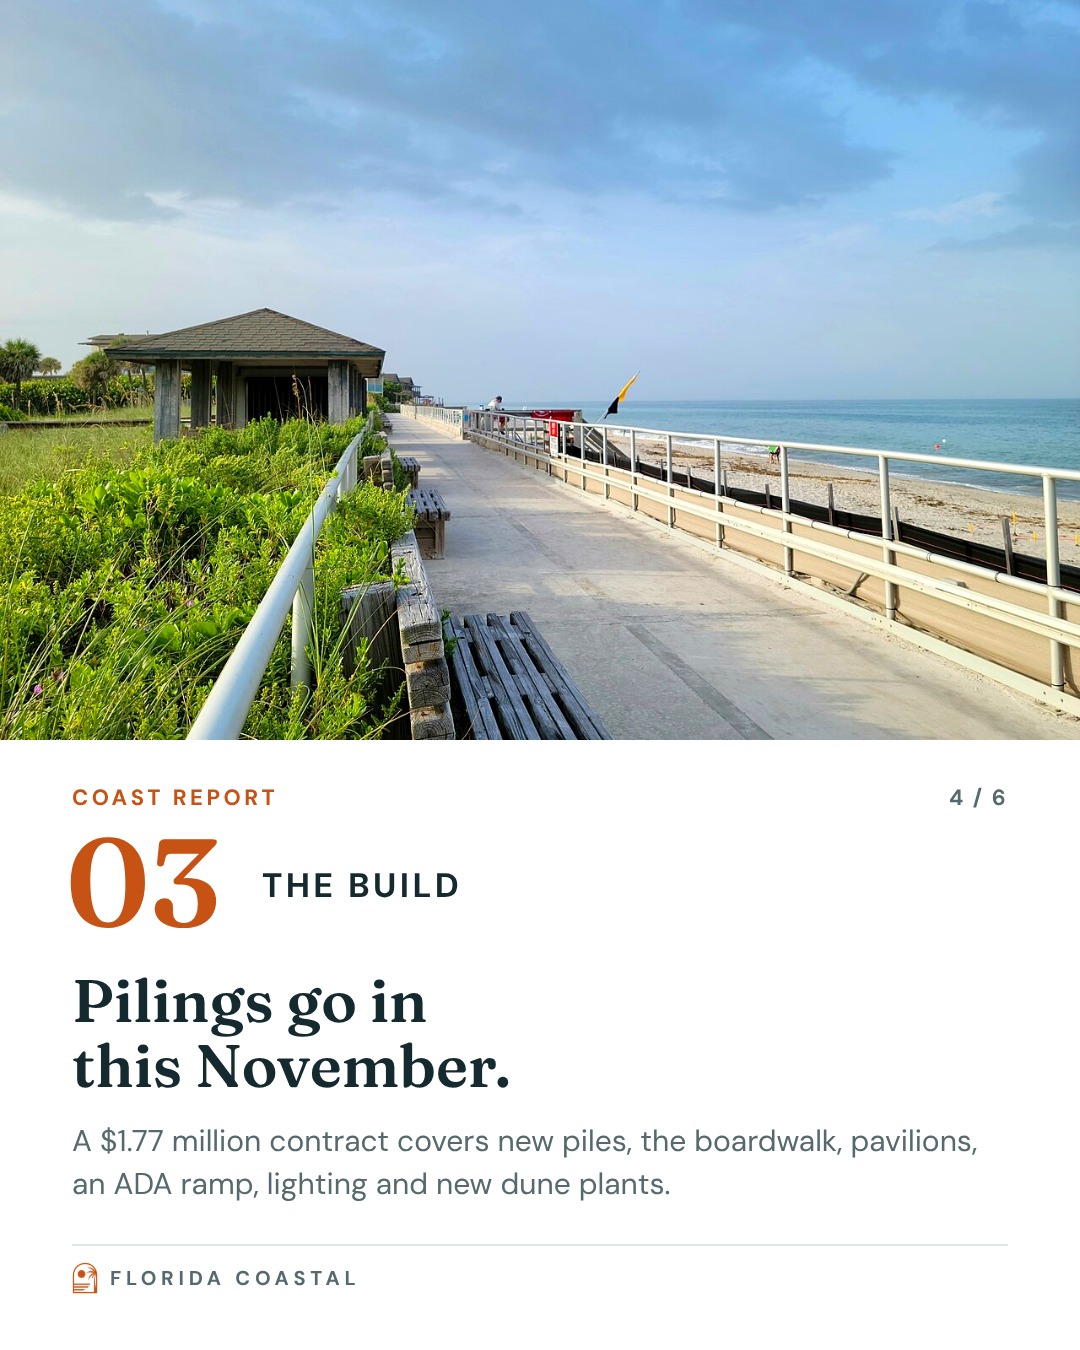 COAST REPORT
4 / 6
03
THE BUILD
Pilings go in
this November.
A $1.77 million contract covers new piles, the boardwalk, pavilions,
an ADA ramp, lighting and new dune plants.
FLORIDA COASTAL